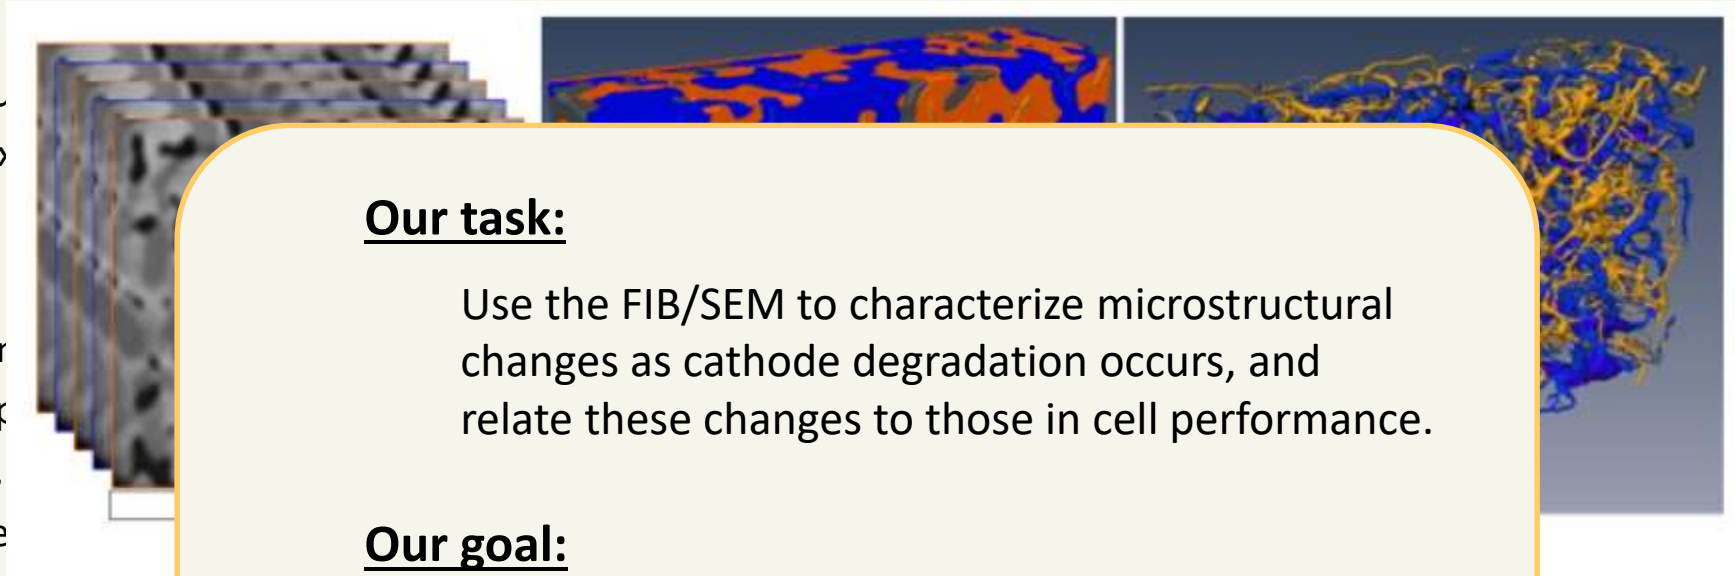 Our task:
Use the FIB/SEM to characterize microstructural
changes as cathode degradation occurs, and
relate these changes to those in cell performance.
Our goal: